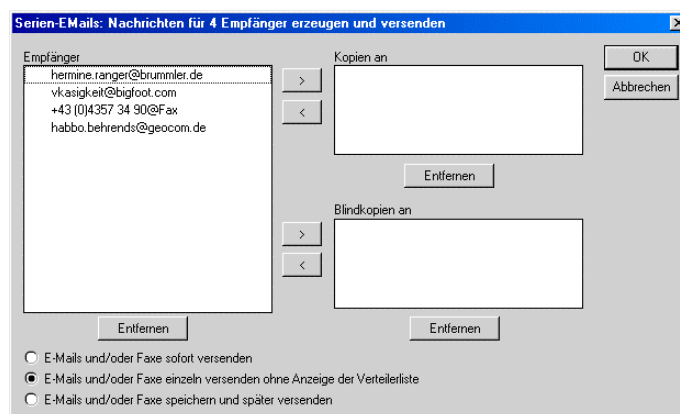 Serien-EMails: Nachrichten für 4 Empfänger erzeugen und versenden
Empfänger
hermine.ranger@brummler.de
vkasigkeit@bigfoot.com
+43 (0)4357 34 90@Fax
habbo.behrends@geocom.de
Entfernen
>
<
Kopien an
Entfernen
>
<
Blindkopien an
Entfernen
OK
Abbrechen
E-Mails und/oder Faxe sofort versenden
E-Mails und/oder Faxe einzeln versenden ohne Anzeige der Verteilerliste
E-Mails und/oder Faxe speichern und später versenden